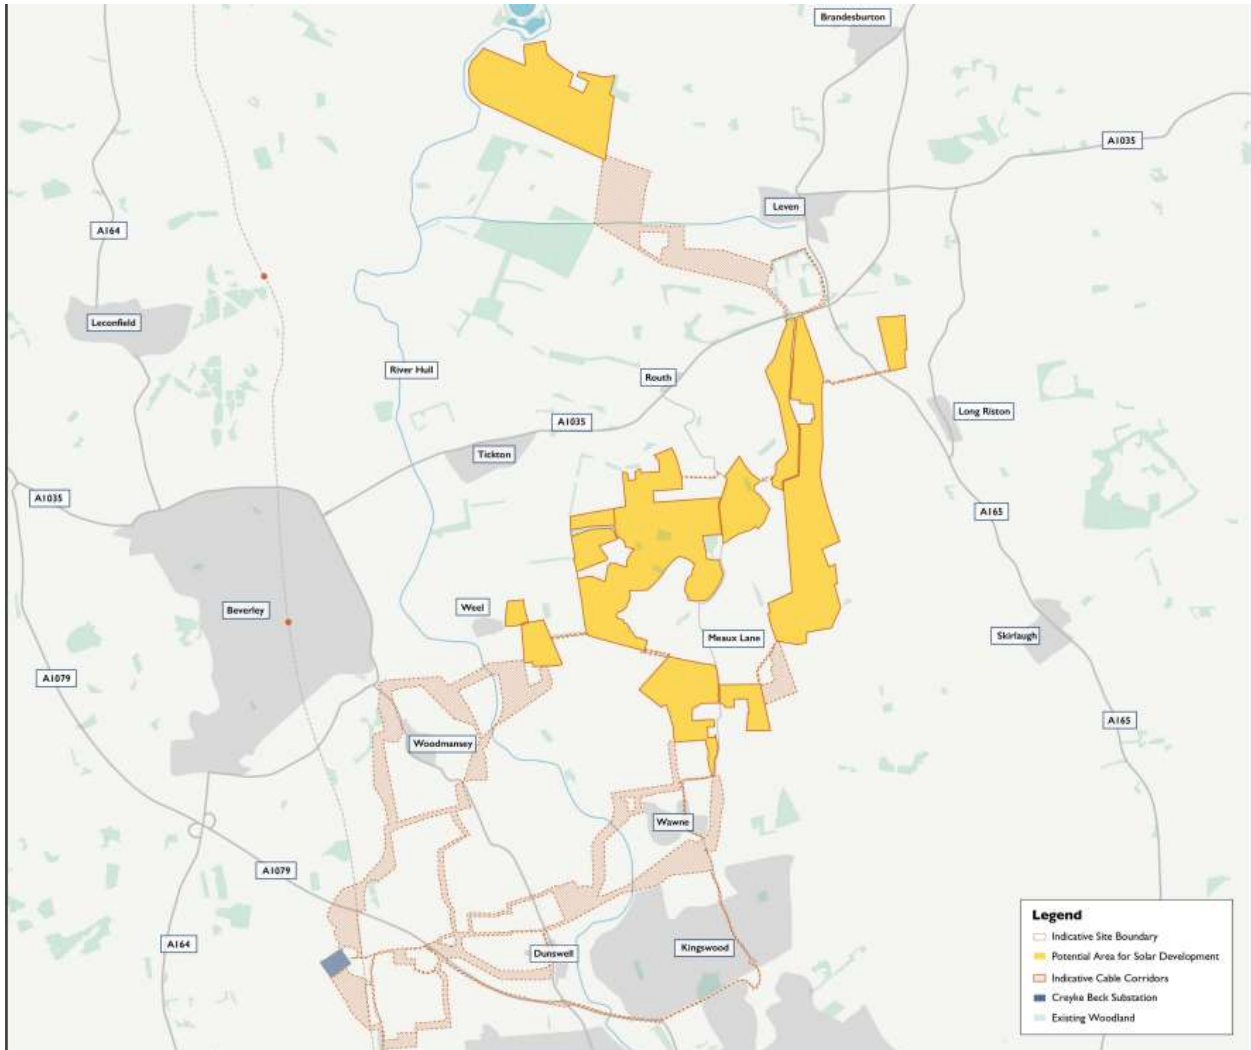 Brandesburton
A1035
Leven
A164
Leconfield
River Hull
Routh
Long Riston
A1035
Tickton
A1035
A165
Weel
Beverley
Meaux Lane
Skirlaugh
A1079
A165
Woodmansey
Wawne
A1079
A164
Dunswell
Kingswood
Legend
Indicative Site Boundary
Potential Area for Solar Development
Indicative Cable Corridors
Creyke Beck Substation
Existing Woodland